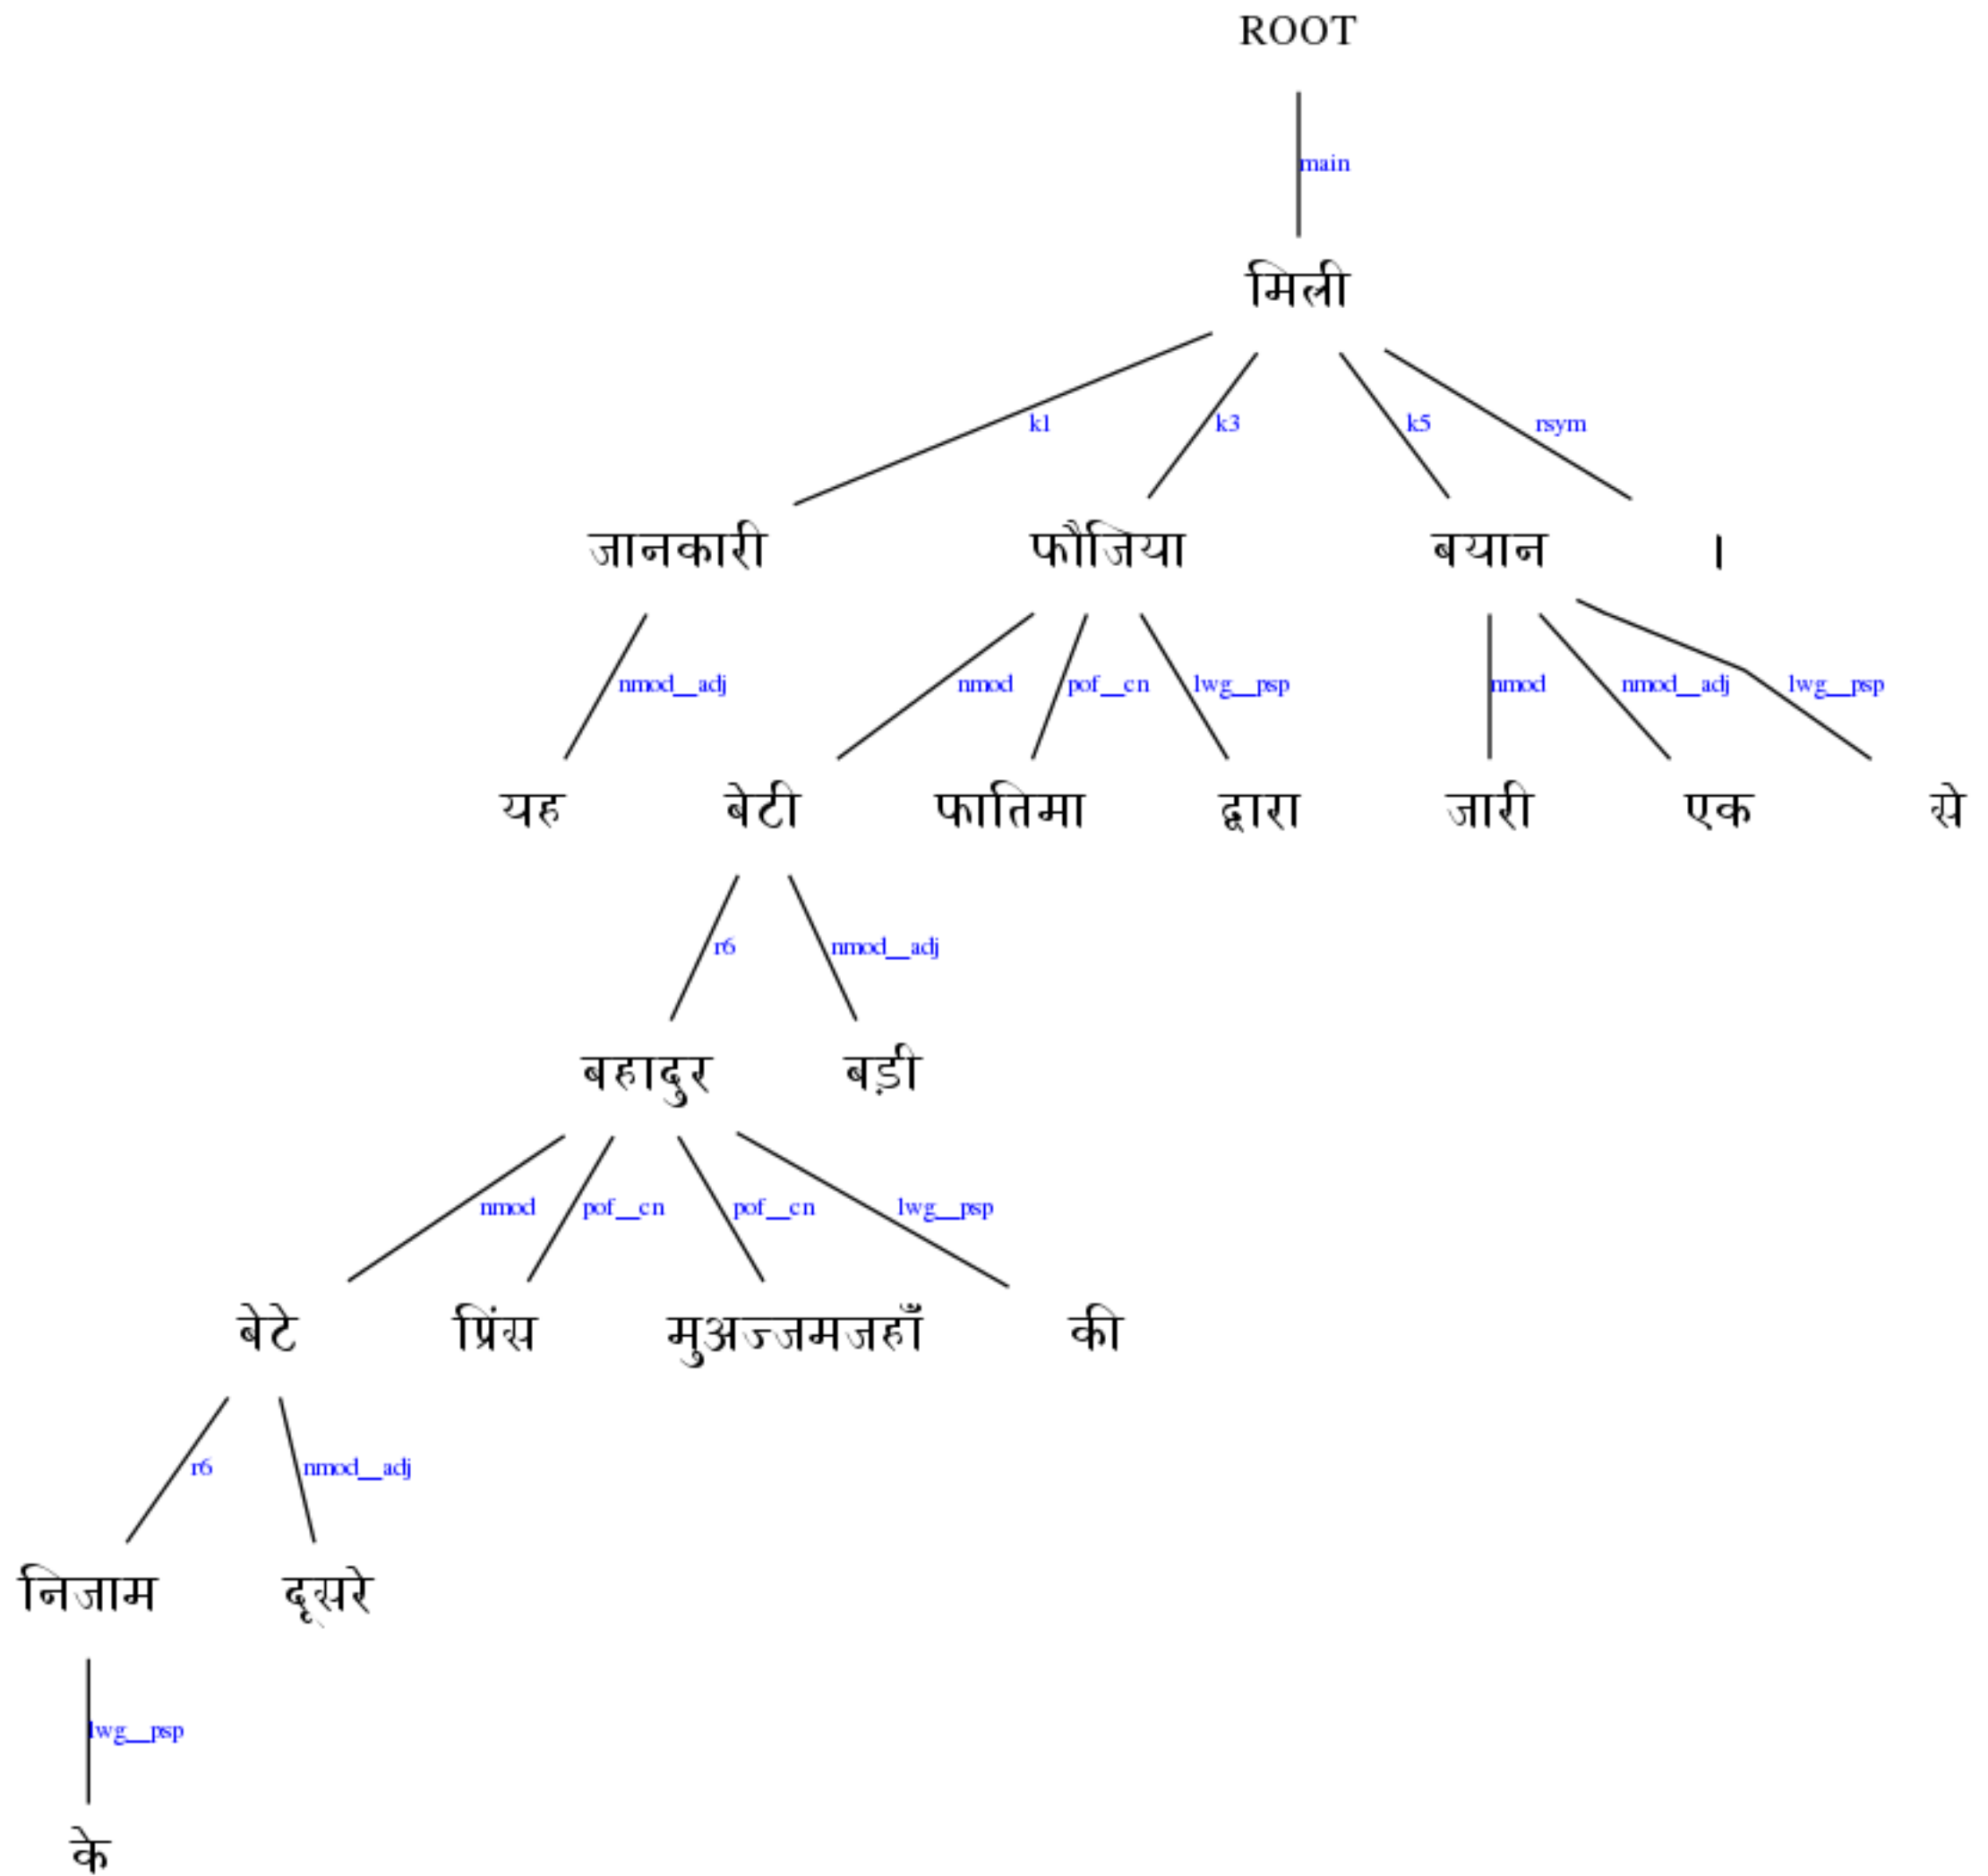 ROOT
main
मिली
k1 k3 k5 rsym
जानकारी फौजिया बयान ।
nmod__adj nmod pof__cn lwg__psp nmod nmod__adj lwg__psp
यह बेटी फातिमा द्वारा जारी एक से
r6 nmod__adj
बहादुर बड़ी
nmod pof__cn pof__cn lwg__psp
बेटे प्रिंस मुअज्जमजहाँ की
r6 nmod__adj
निजाम दूसरे
lwg__psp
के